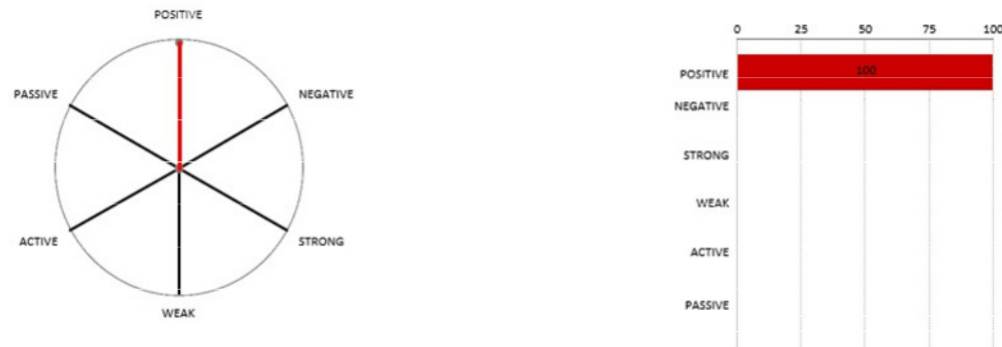 POSITIVE
PASSIVE
NEGATIVE
ACTIVE
STRONG
WEAK
0 25 50 75 100
POSITIVE 100
NEGATIVE
STRONG
WEAK
ACTIVE
PASSIVE